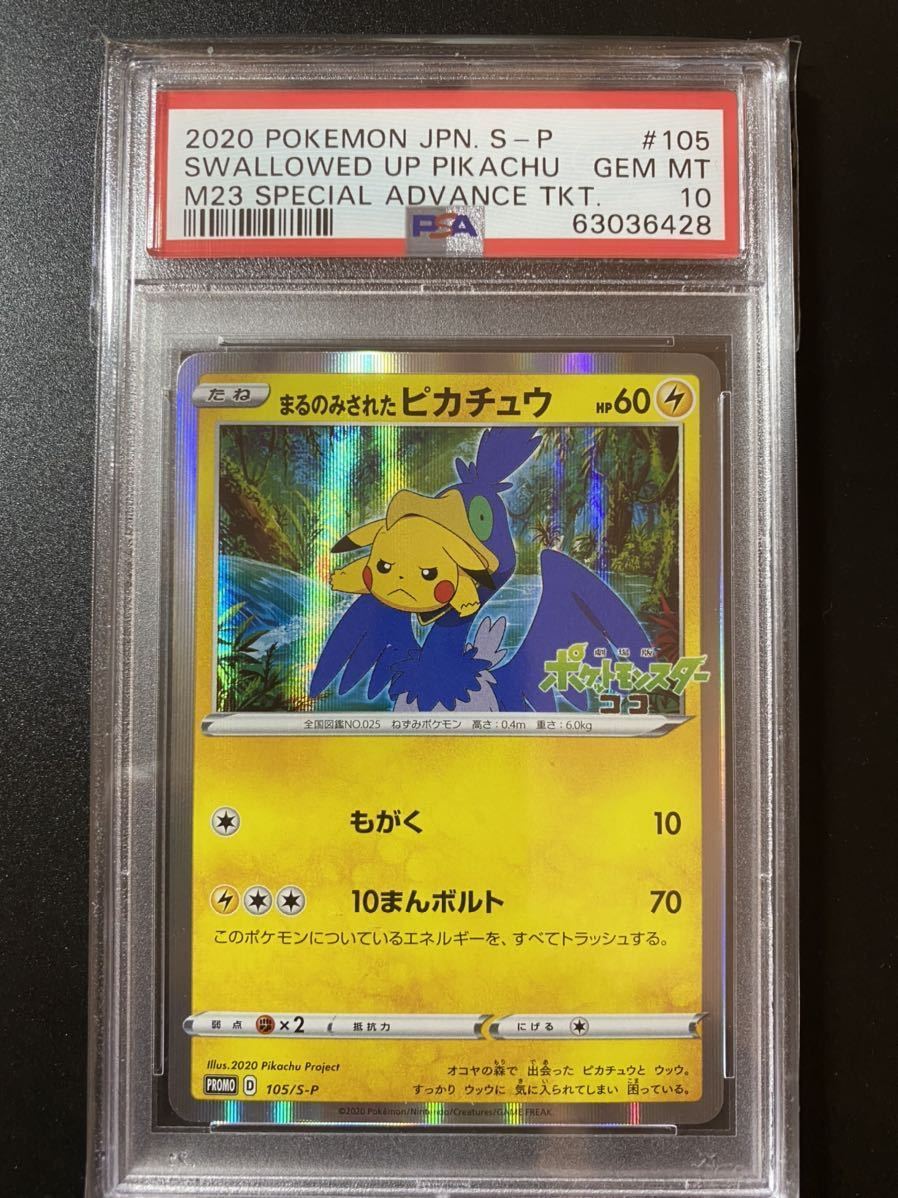 2020 POKEMON JPN. S-P #105
SWALLOWED UP PIKACHU GEM MT
M23 SPECIAL ADVANCE TKT. 10
PSA 63036428
たね まるのみされたピカチュウ HP60
劇場版
ポケットモンスター
ココ
全国図鑑NO.025 ねずみポケモン 高さ:0.4m 重さ:6.0kg
もがく 10
10まんボルト 70
このポケモンについているエネルギーを、すべてトラッシュする。
弱点 ×2 抵抗力 にげる
Illus.2020 Pikachu Project
PROMO D 105/S-P
オコヤの森で 出会った ピカチュウと ウッウ。
すっかり ウッウに 気に入られてしまい 困っている。
©2020 Pokémon/Nintendo/Creatures/GAME FREAK.